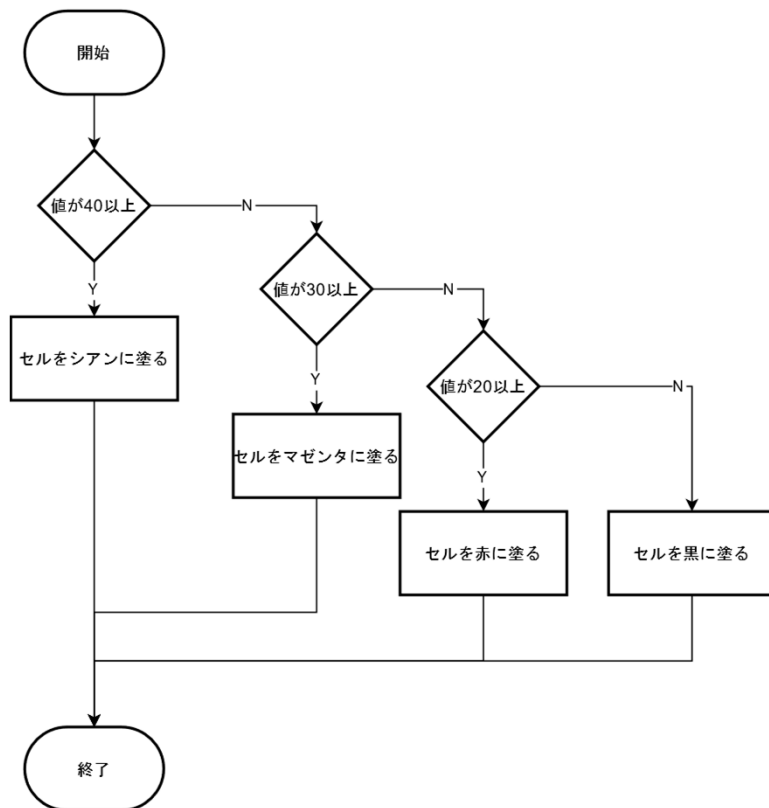 開始
値が40以上
N
Y
値が30以上
N
セルをシアンに塗る
Y
値が20以上
N
セルをマゼンタに塗る
Y
セルを赤に塗る
セルを黒に塗る
終了